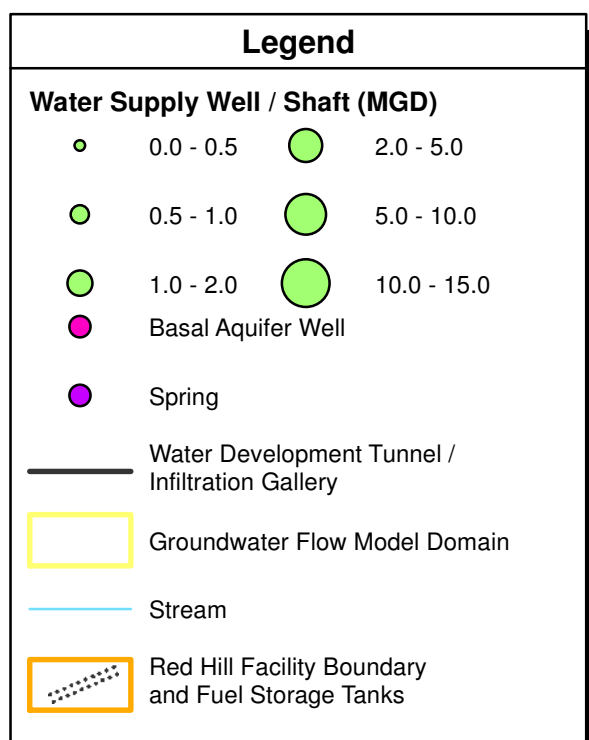 Legend
Water Supply Well / Shaft (MGD)
0.0 - 0.5 2.0 - 5.0
0.5 - 1.0 5.0 - 10.0
1.0 - 2.0 10.0 - 15.0
Basal Aquifer Well
Spring
Water Development Tunnel /
Infiltration Gallery
Groundwater Flow Model Domain
Stream
Red Hill Facility Boundary
and Fuel Storage Tanks